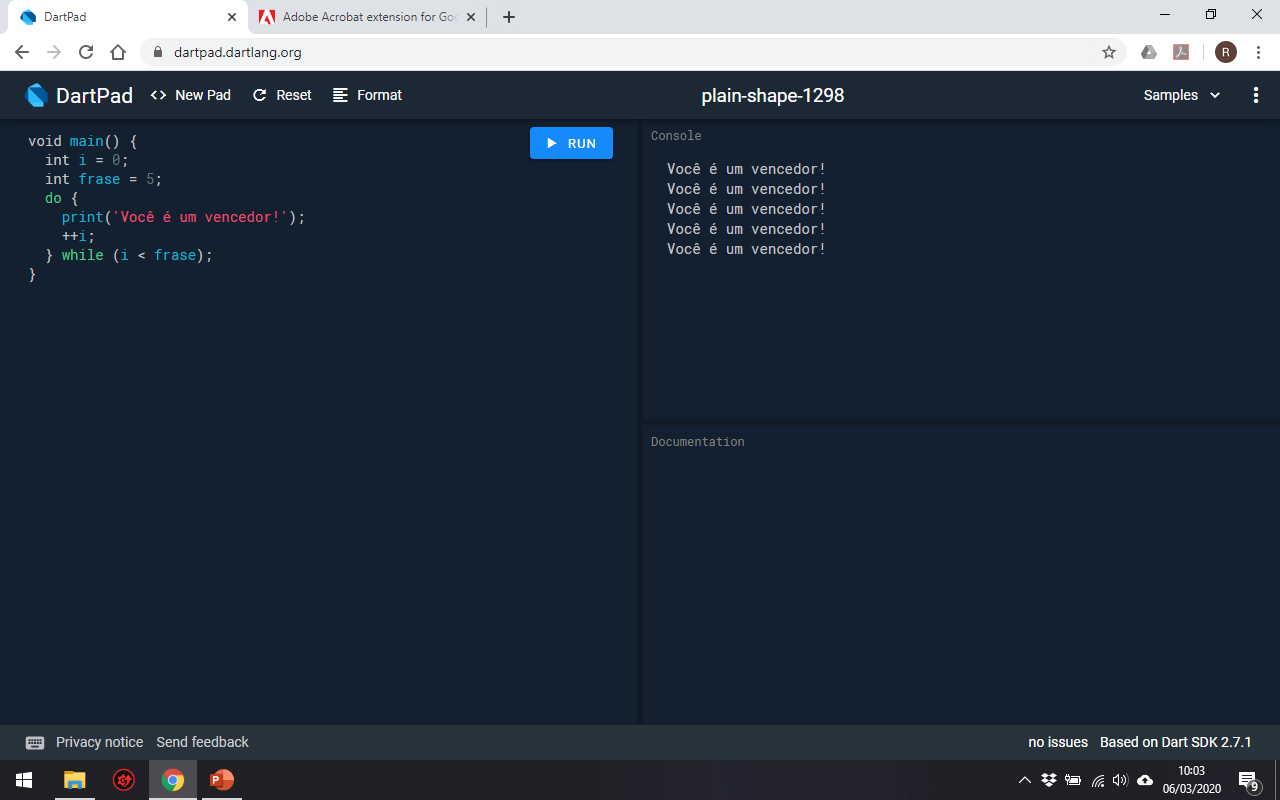 DartPad
Adobe Acrobat extension for Goo
dartpad.dartlang.org
R
DartPad
<> New Pad
Reset
Format
plain-shape-1298
Samples
void main() {
  int i = 0;
  int frase = 5;
  do {
    print('Você é um vencedor!');
    ++i;
  } while (i < frase);
}
RUN
Console
Você é um vencedor!
Você é um vencedor!
Você é um vencedor!
Você é um vencedor!
Você é um vencedor!
Documentation
Privacy notice
Send feedback
no issues
Based on Dart SDK 2.7.1
P
10:03
06/03/2020
9